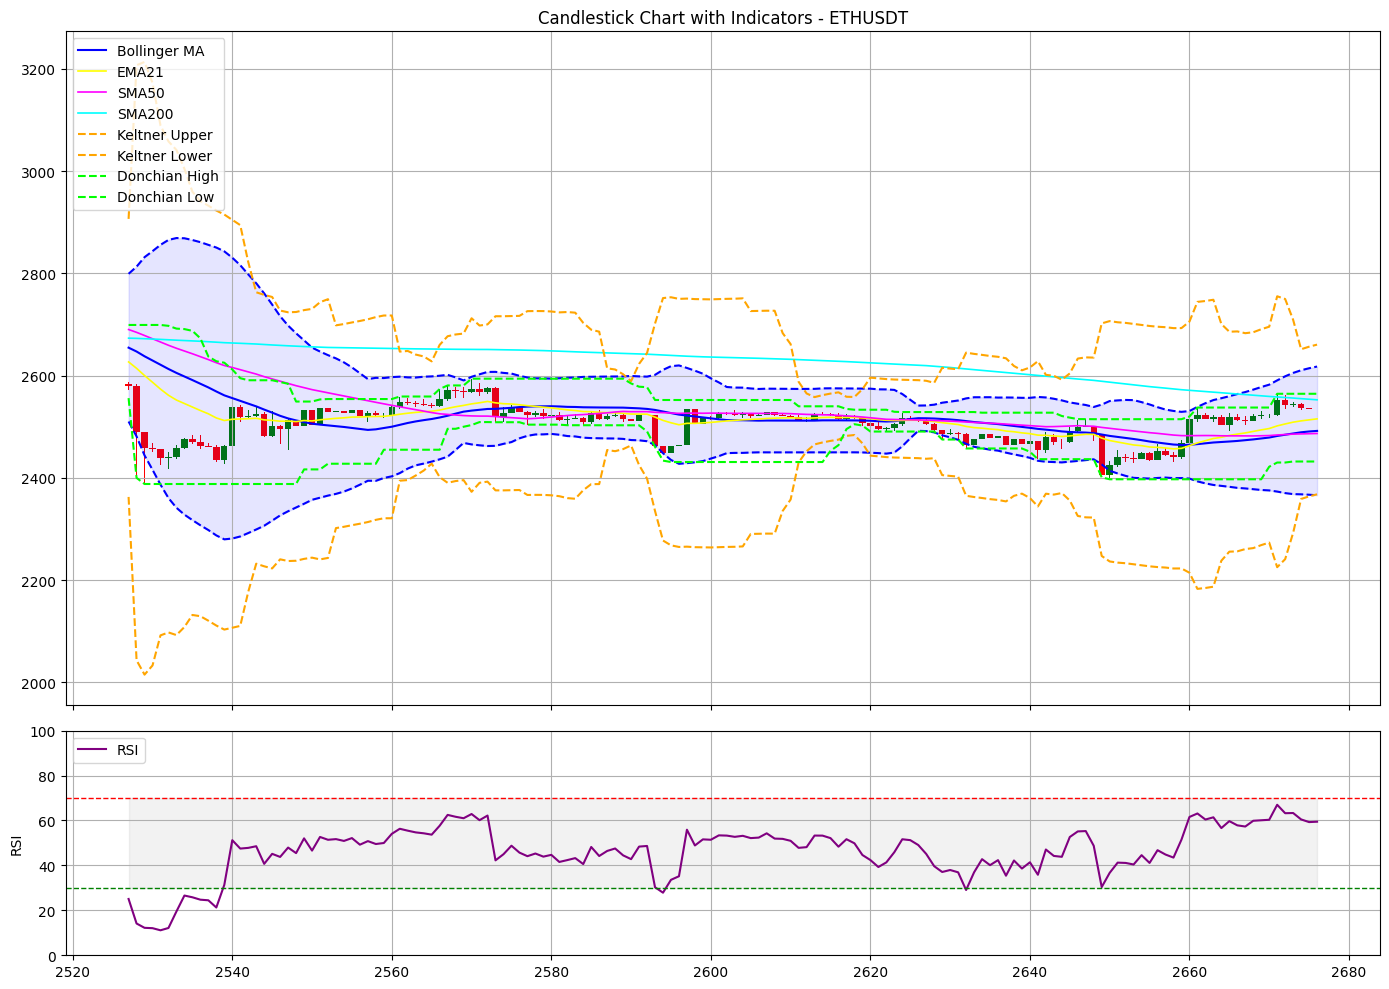 Candlestick Chart with Indicators - ETHUSDT
Bollinger MA
EMA21
SMA50
SMA200
Keltner Upper
Keltner Lower
Donchian High
Donchian Low
3200
3000
2800
2600
2400
2200
2000
RSI
100
80
60
40
20
0
RSI
2520 2540 2560 2580 2600 2620 2640 2660 2680